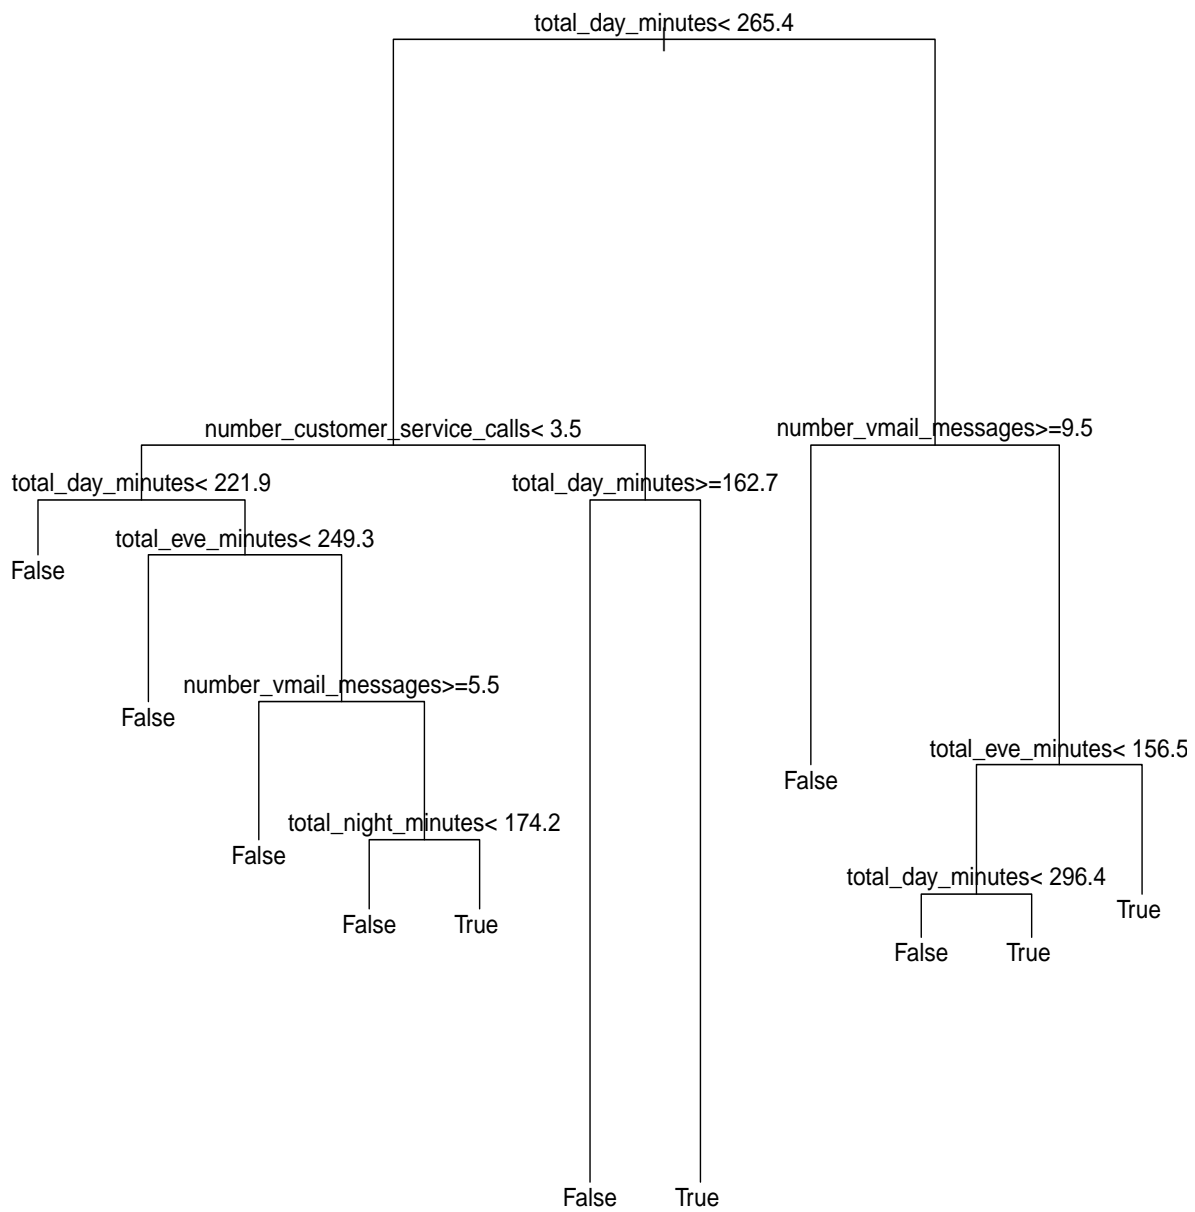 total_day_minutes< 265.4
number_customer_service_calls< 3.5
number_vmail_messages>=9.5
total_day_minutes< 221.9
total_day_minutes>=162.7
total_eve_minutes< 249.3
False
number_vmail_messages>=5.5
False
total_eve_minutes< 156.5
False
total_night_minutes< 174.2
False
total_day_minutes< 296.4
True
False
True
False
True
False
True